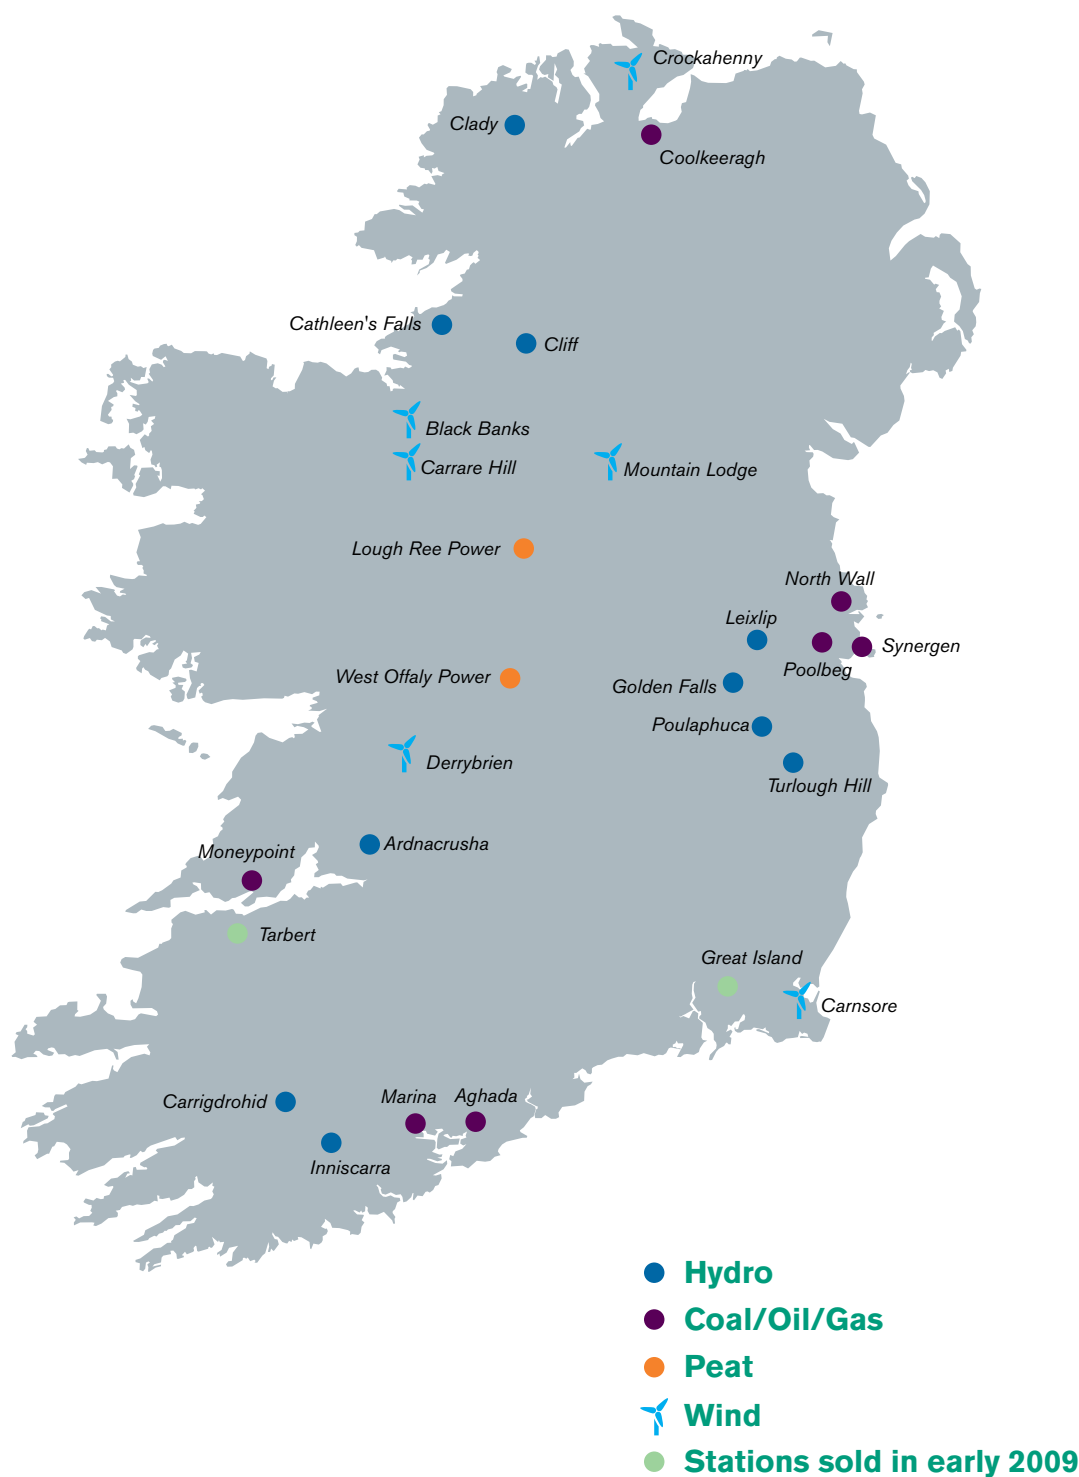 Crockahenny
Clady
Coolkeeragh
Cathleen's Falls
Cliff
Black Banks
Carrare Hill
Mountain Lodge
Lough Ree Power
North Wall
Leixlip
Synergen
Poolbeg
West Offaly Power
Golden Falls
Poulaphuca
Derrybrien
Turlough Hill
Ardnacrusha
Moneypoint
Tarbert
Great Island
Carnsore
Marina
Aghada
Carrigdrohid
Inniscarra
Hydro
Coal/Oil/Gas
Peat
Wind
Stations sold in early 2009